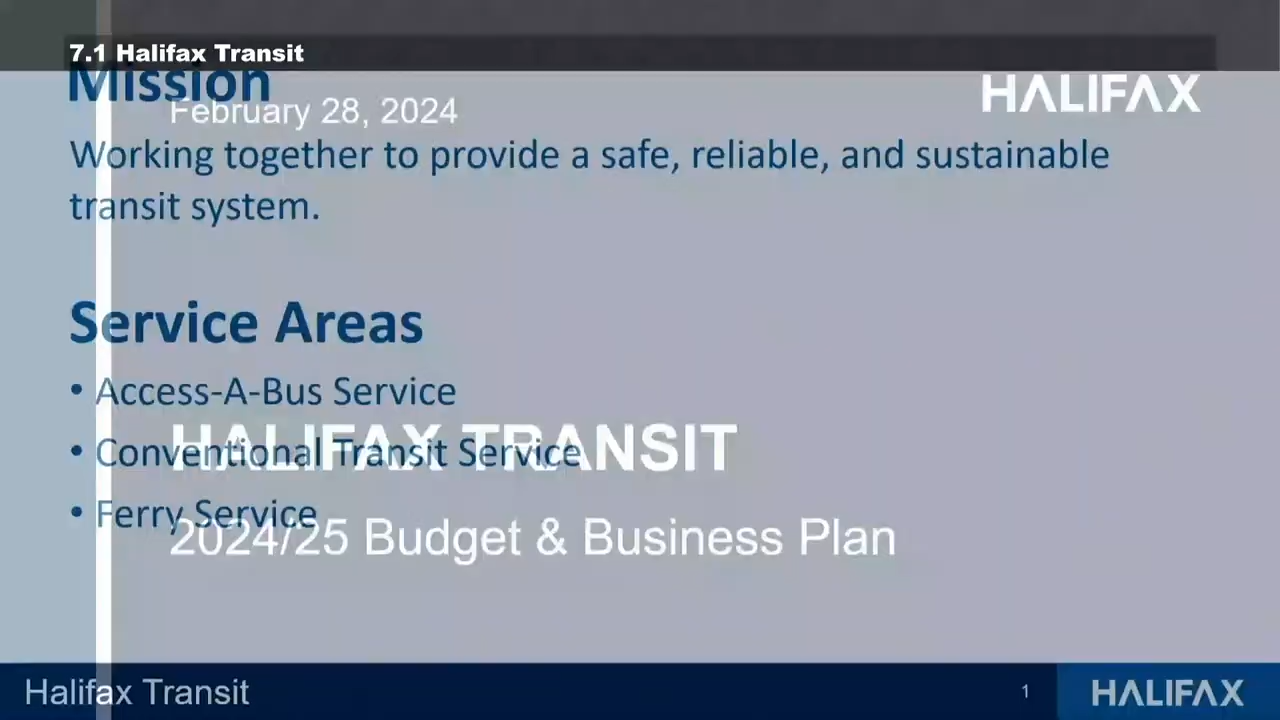 7.1 Halifax Transit
Mission
HALIFAX
February 28, 2024
Working together to provide a safe, reliable, and sustainable
transit system.
Service Areas
• Access-A-Bus Service
HALIFAX TRANSIT
• Conventional Transit Service
• Ferry Service
2024/25 Budget & Business Plan
Halifax Transit
1
HALIFAX